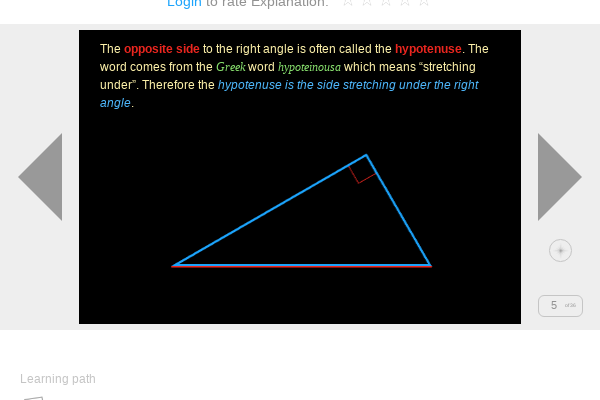 Login to rate Explanation:
The opposite side to the right angle is often called the hypotenuse. The
word comes from the Greek word hypoteinousa which means “stretching
under”. Therefore the hypotenuse is the side stretching under the right
angle.
5 of 26
Learning path